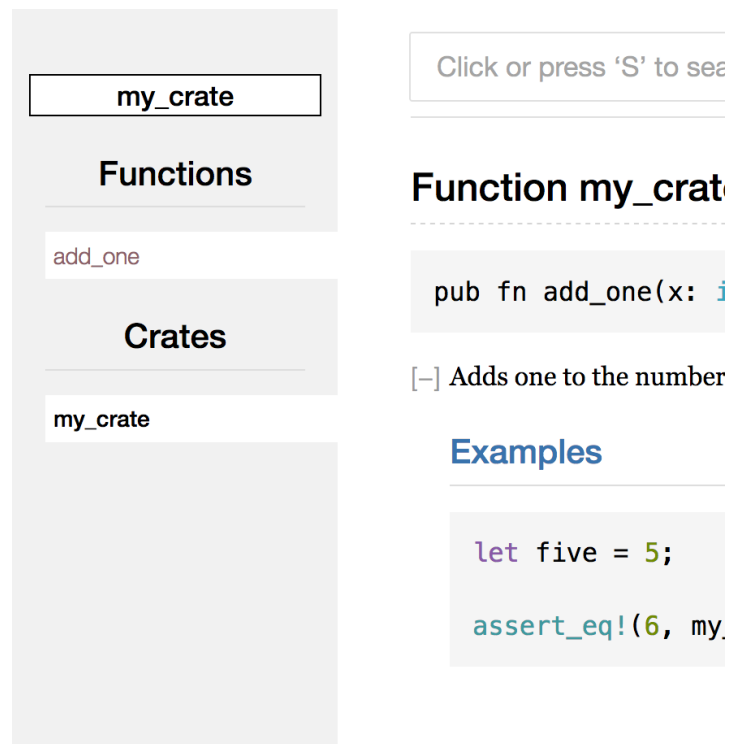 my_crate
Functions
add_one
Crates
my_crate
Click or press ‘S’ to sea
Function my_crat
pub fn add_one(x: i
[−] Adds one to the number
Examples
let five = 5;
assert_eq!(6, my_